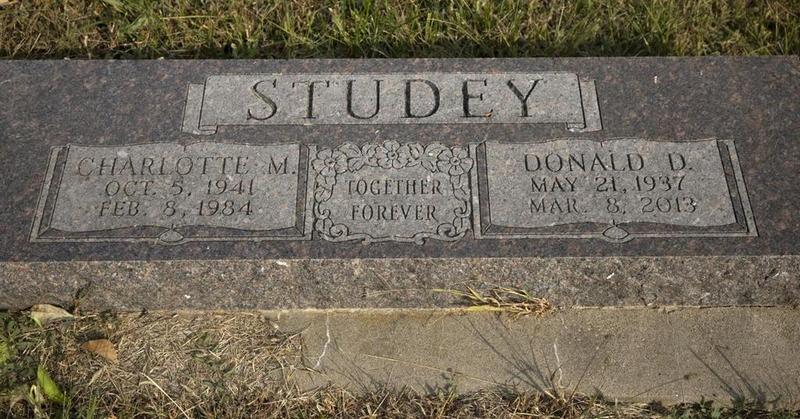 STUDEY
CHARLOTTE M.
OCT. 5, 1941
FEB. 8, 1984
TOGETHER
FOREVER
DONALD D.
MAY 21, 1937
MAR. 8, 2013